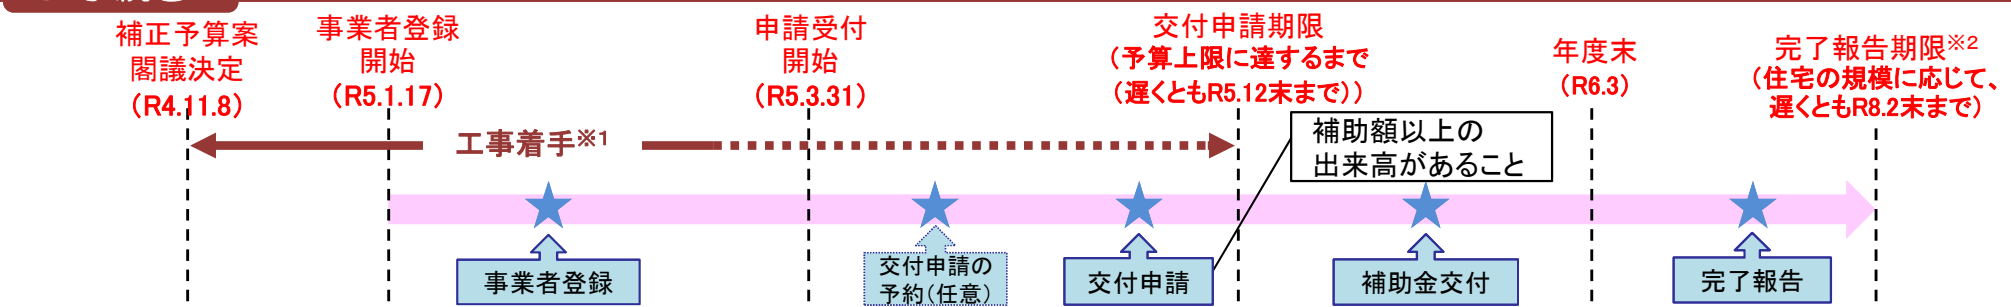 補正予算案
閣議決定
（R4.11.8）
事業者登録
開始
（R5.1.17）
申請受付
開始
（R5.3.31）
交付申請期限
（予算上限に達するまで
（遅くともR5.12末まで））
年度末
（R6.3）
完了報告期限※2
（住宅の規模に応じて、
遅くともR8.2末まで）
工事着手※1
補助額以上の
出来高があること
事業者登録
交付申請の
予約（任意）
交付申請
補助金交付
完了報告